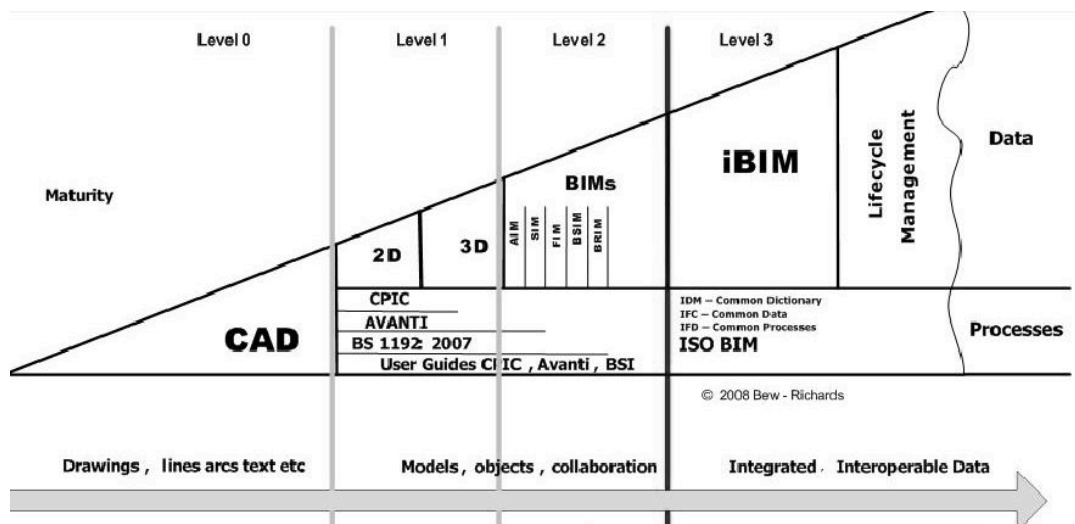 Level 0
Level 1
Level 2
Level 3
Maturity
CAD
2D
3D
BIMs
AIM
SIM
FIM
BSIM
BRIM
iBIM
Lifecycle
Management
Data
CPIC
AVANTI
BS 1192: 2007
User Guides CPIC , Avanti , BSI
IDM – Common Dictionary
IFC – Common Data
IFD – Common Processes
ISO BIM
Processes
© 2008 Bew - Richards
Drawings , lines arcs text etc
Models , objects , collaboration
Integrated , Interoperable Data